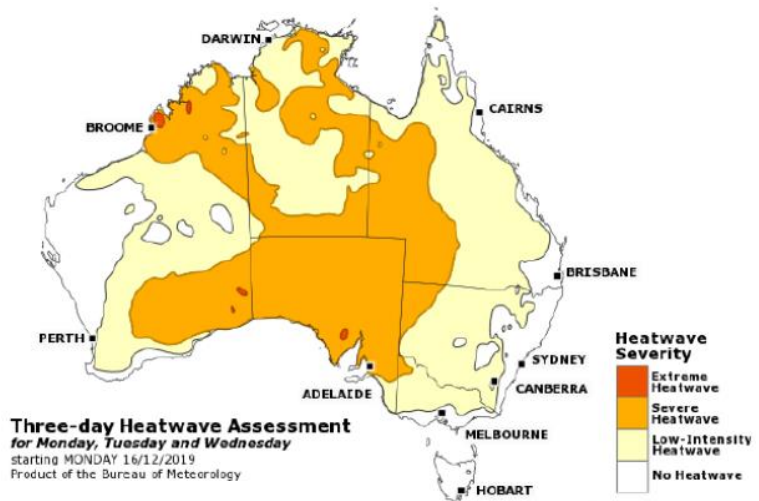 DARWIN
CAIRNS
BROOME
BRISBANE
PERTH
SYDNEY
ADELAIDE
CANBERRA
MELBOURNE
HOBART
Heatwave
Severity
Extreme
Heatwave
Severe
Heatwave
Low-Intensity
Heatwave
No Heatwave
Three-day Heatwave Assessment
for Monday, Tuesday and Wednesday
starting MONDAY 16/12/2019
Product of the Bureau of Meteorology